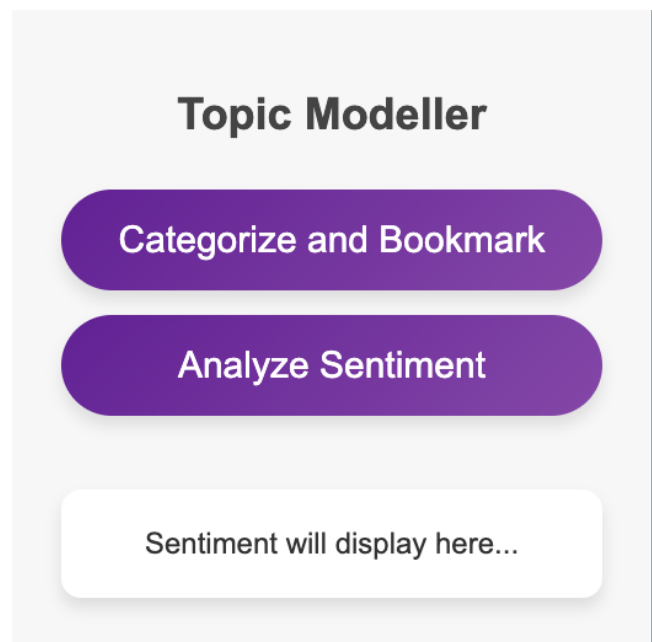 Topic Modeller
Categorize and Bookmark
Analyze Sentiment
Sentiment will display here...